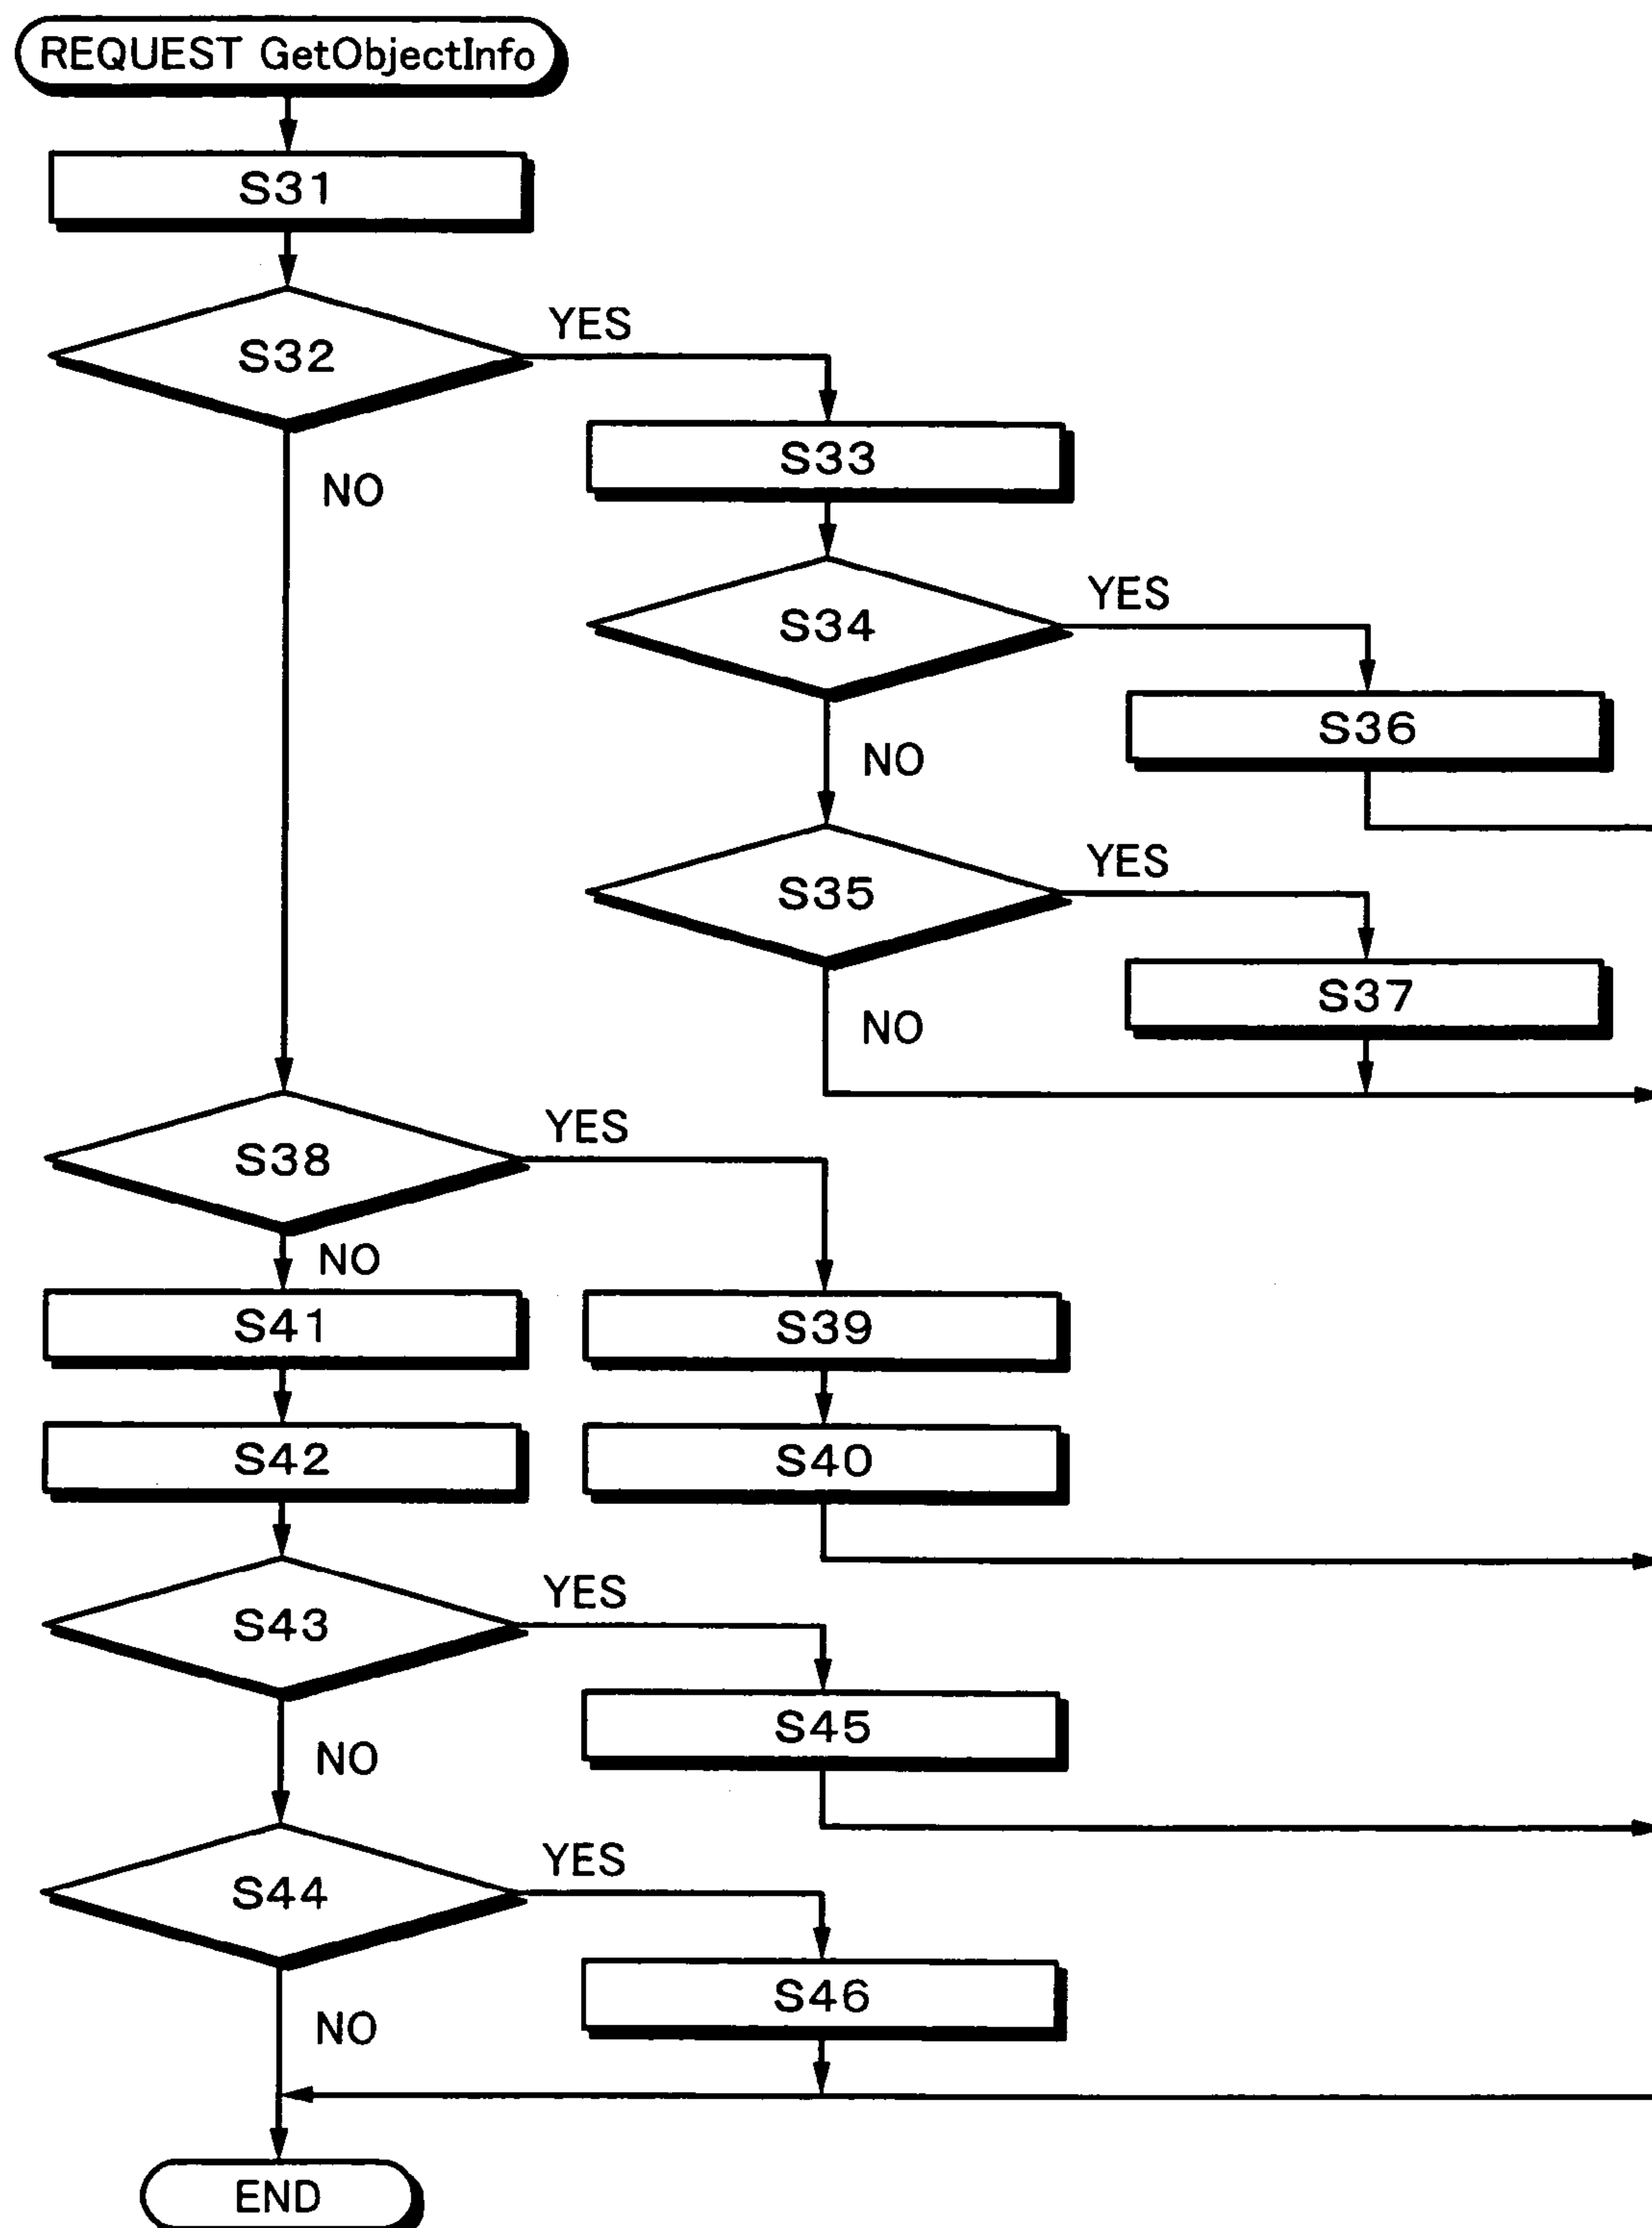 REQUEST GetObjectInfo
S31
S32
YES
NO
S33
S34
YES
NO
S36
S35
YES
NO
S37
S38
YES
NO
S41
S39
S42
S40
S43
YES
NO
S45
S44
YES
NO
S46
END